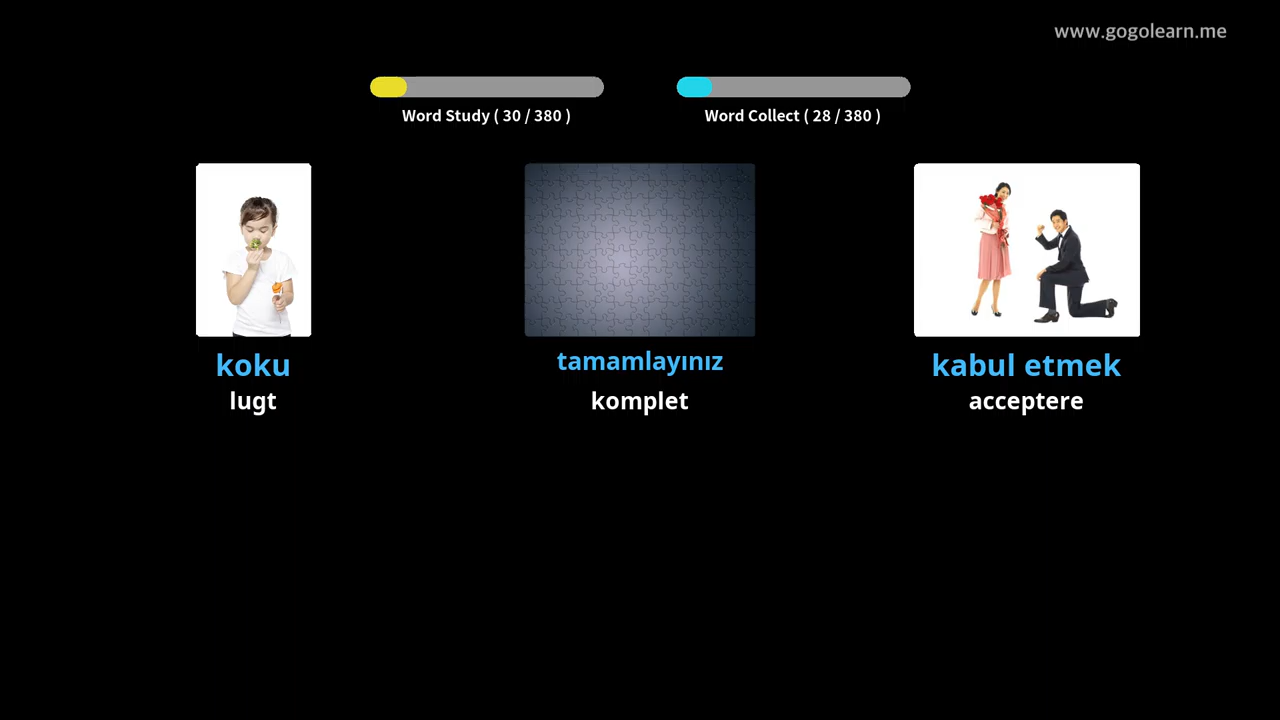 www.gogolearn.me
Word Study ( 30 / 380 )
Word Collect ( 28 / 380 )
koku
lugt
tamamlayınız
komplet
kabul etmek
acceptere